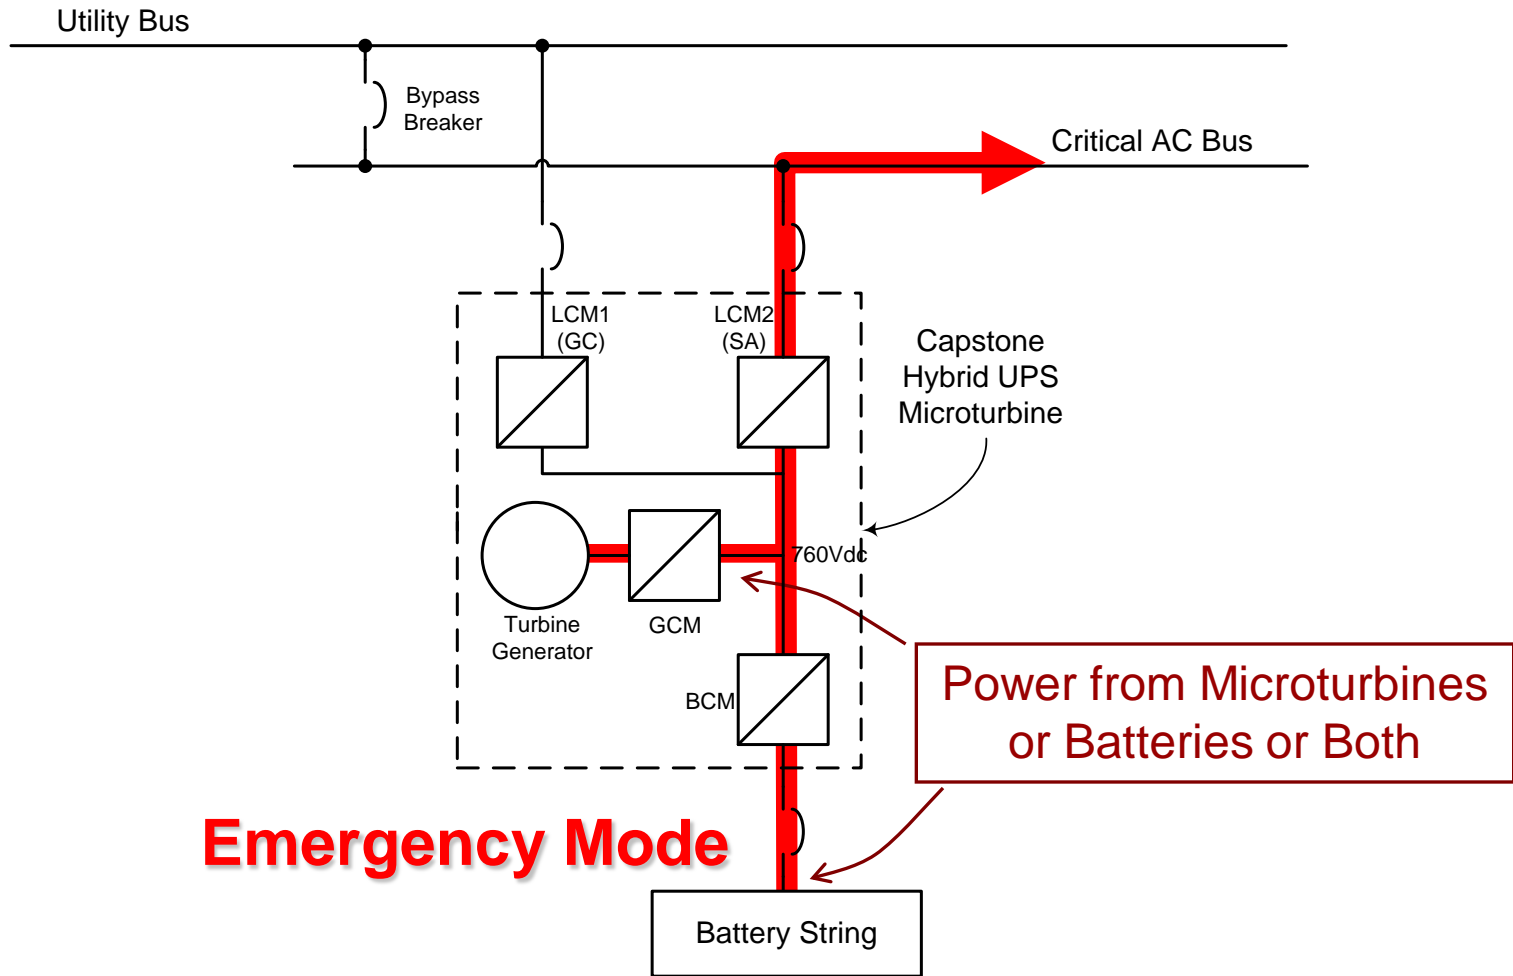 Utility Bus
Bypass
Breaker
Critical AC Bus
LCM1
(GC)
LCM2
(SA)
Capstone
Hybrid UPS
Microturbine
760Vdc
Turbine
Generator
GCM
BCM
Power from Microturbines
or Batteries or Both
Emergency Mode
Battery String